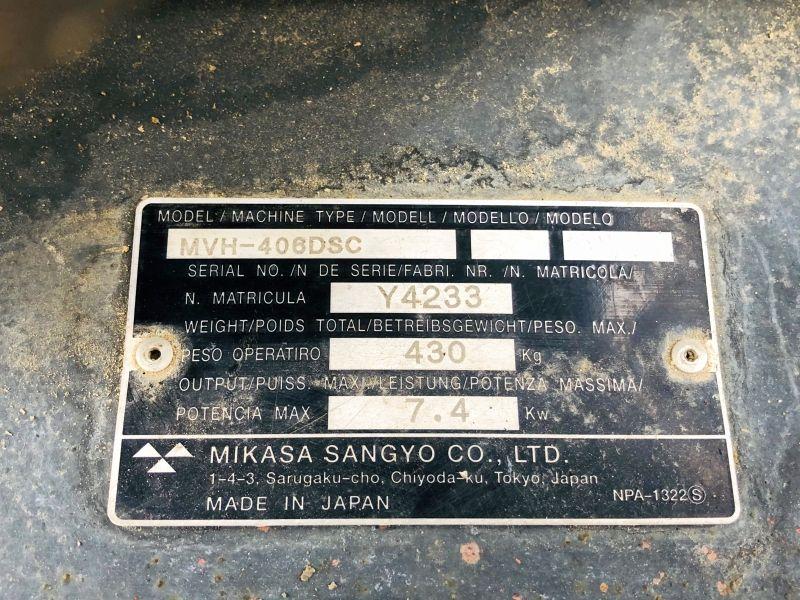 MODEL / MACHINE TYPE / MODELL / MODELLO / MODELO
MVH-406DSC
SERIAL NO. /N DE SERIE/FABRI. NR. /N. MATRICOLA/
N. MATRICULA Y4233
WEIGHT/POIDS TOTAL/BETREIBSGEWICHT/PESO. MAX./
PESO OPERATIRO 430 Kg
OUTPUT/PUISS. MAXI/LEISTUNG/POTENZA MASSIMA/
POTENCIA MAX 7.4 Kw
MIKASA SANGYO CO., LTD.
1-4-3, Sarugaku-cho, Chiyoda-ku, Tokyo, Japan
MADE IN JAPAN NPA-1322Ⓢ